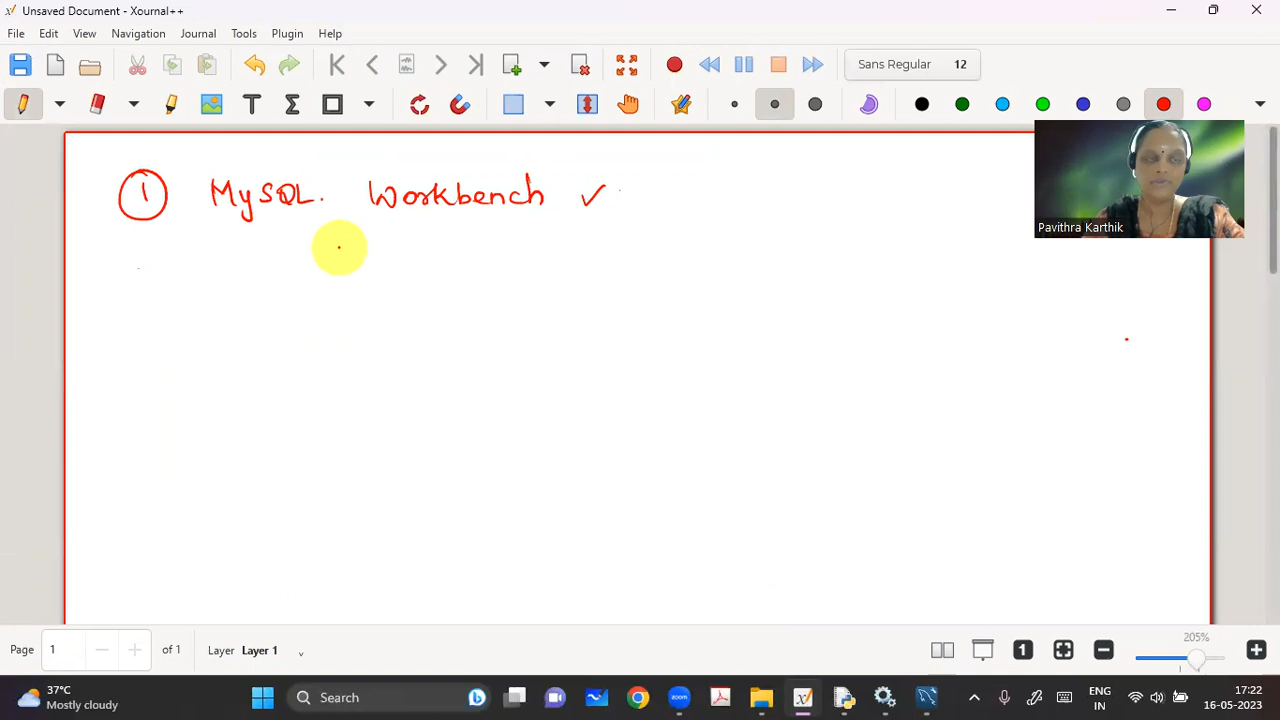 Unsaved Document - Xournal++
File Edit View Navigation Journal Tools Plugin Help
Sans Regular 12
① MySQL. Workbench ✓
Pavithra Karthik
Page 1 of 1 Layer Layer 1
205%
37°C
Mostly cloudy
Search
ENG
IN
17:22
16-05-2023